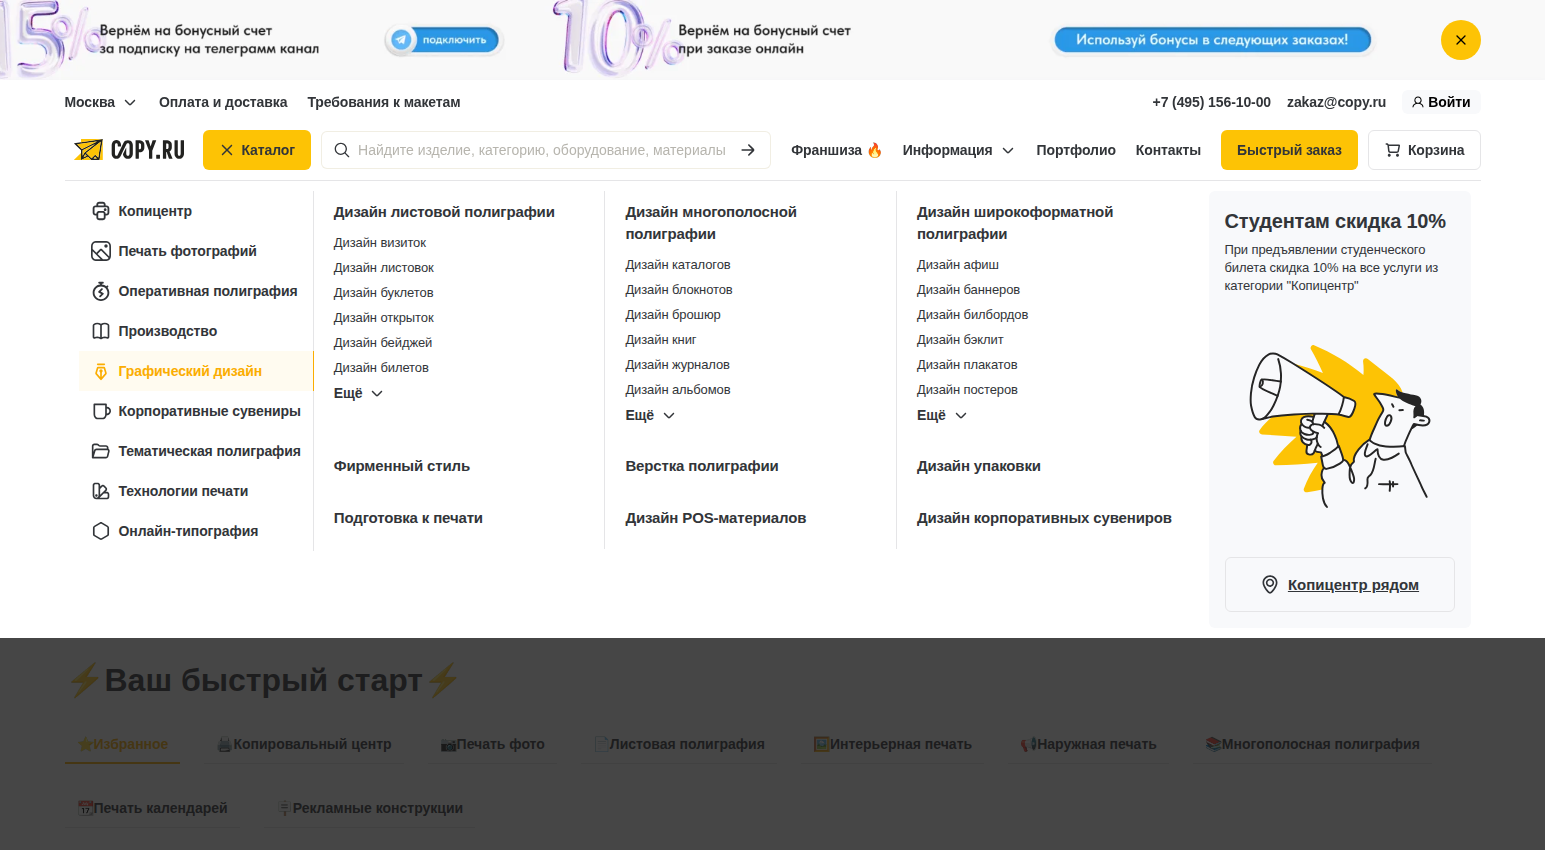 15%
Вернём на бонусный счет
за подписку на телеграмм канал
подключить
10%
Вернём на бонусный счет
при заказе онлайн
Используй бонусы в следующих заказах!
Москва
Оплата и доставка
Требования к макетам
+7 (495) 156-10-00
zakaz@copy.ru
Войти
COPY.RU
Каталог
Найдите изделие, категорию, оборудование, материалы
Франшиза 🔥
Информация
Портфолио
Контакты
Быстрый заказ
Корзина
Копицентр
Печать фотографий
Оперативная полиграфия
Производство
Графический дизайн
Корпоративные сувениры
Тематическая полиграфия
Технологии печати
Онлайн-типография
Дизайн листовой полиграфии
Дизайн визиток
Дизайн листовок
Дизайн буклетов
Дизайн открыток
Дизайн бейджей
Дизайн билетов
Ещё
Фирменный стиль
Подготовка к печати
Дизайн многополосной
полиграфии
Дизайн каталогов
Дизайн блокнотов
Дизайн брошюр
Дизайн книг
Дизайн журналов
Дизайн альбомов
Ещё
Верстка полиграфии
Дизайн POS-материалов
Дизайн широкоформатной
полиграфии
Дизайн афиш
Дизайн баннеров
Дизайн билбордов
Дизайн бэклит
Дизайн плакатов
Дизайн постеров
Ещё
Дизайн упаковки
Дизайн корпоративных сувениров
Студентам скидка 10%
При предъявлении студенческого
билета скидка 10% на все услуги из
категории "Копицентр"
Копицентр рядом
⚡Ваш быстрый старт⚡
⭐Избранное
🖨️Копировальный центр
📷Печать фото
📄Листовая полиграфия
🖼️Интерьерная печать
📢Наружная печать
📚Многополосная полиграфия
📆Печать календарей
🪧Рекламные конструкции